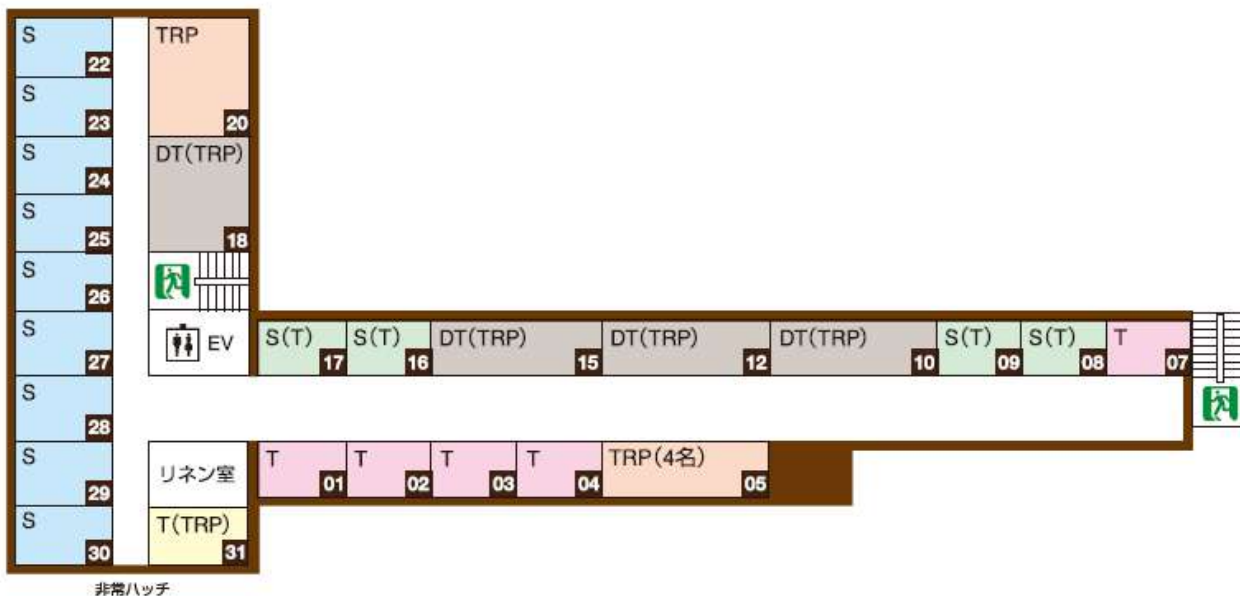 S
22
S
23
S
24
S
25
S
26
S
27
S
28
S
29
S
30
TRP
20
DT(TRP)
18
EV
リネン室
T(TRP)
31
S(T)
17
S(T)
16
DT(TRP)
15
DT(TRP)
12
DT(TRP)
10
S(T)
09
S(T)
08
T
07
T
01
T
02
T
03
T
04
TRP(4名)
05
非常ハッチ